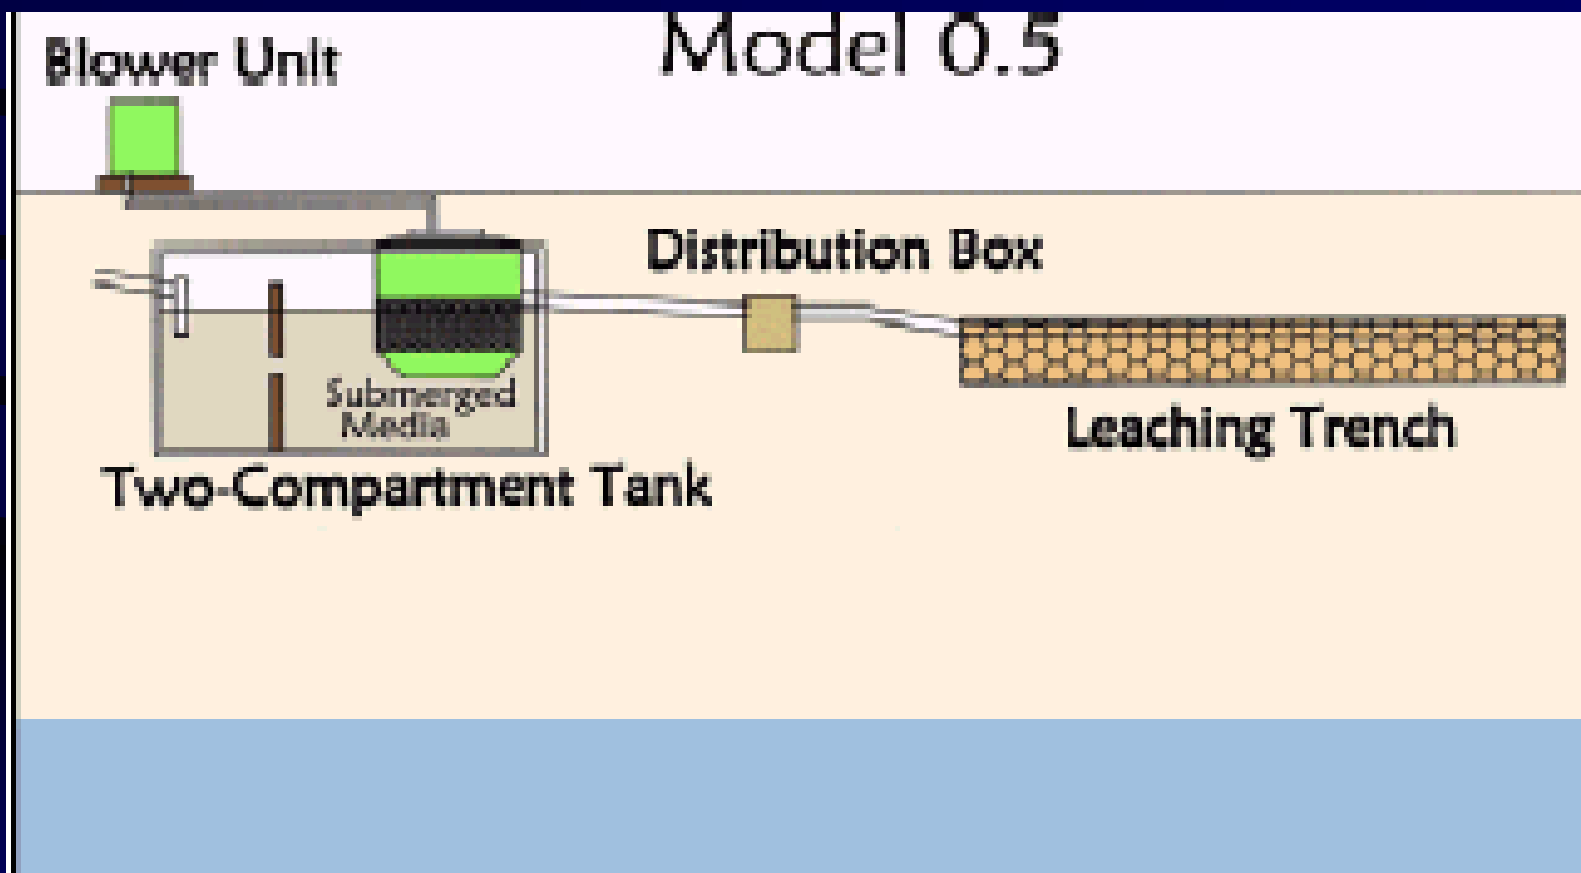 Model 0.5
Blower Unit
Distribution Box
Submerged
Media
Leaching Trench
Two-Compartment Tank